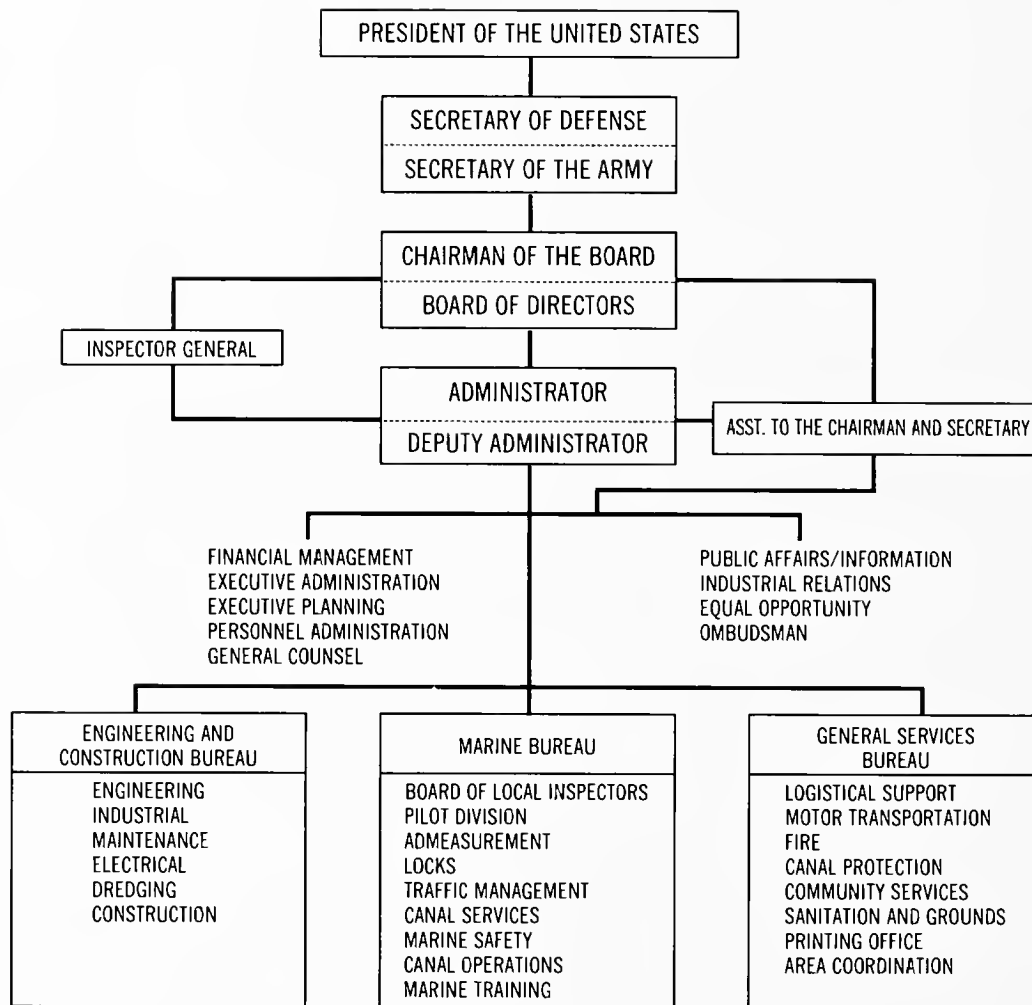 PRESIDENT OF THE UNITED STATES
SECRETARY OF DEFENSE
SECRETARY OF THE ARMY
CHAIRMAN OF THE BOARD
BOARD OF DIRECTORS
INSPECTOR GENERAL
ADMINISTRATOR
DEPUTY ADMINISTRATOR
ASST. TO THE CHAIRMAN AND SECRETARY
FINANCIAL MANAGEMENT
EXECUTIVE ADMINISTRATION
EXECUTIVE PLANNING
PERSONNEL ADMINISTRATION
GENERAL COUNSEL
PUBLIC AFFAIRS/INFORMATION
INDUSTRIAL RELATIONS
EQUAL OPPORTUNITY
OMBUDSMAN
ENGINEERING AND
CONSTRUCTION BUREAU
ENGINEERING
INDUSTRIAL
MAINTENANCE
ELECTRICAL
DREDGING
CONSTRUCTION
MARINE BUREAU
BOARD OF LOCAL INSPECTORS
PILOT DIVISION
ADMEASUREMENT
LOCKS
TRAFFIC MANAGEMENT
CANAL SERVICES
MARINE SAFETY
CANAL OPERATIONS
MARINE TRAINING
GENERAL SERVICES
BUREAU
LOGISTICAL SUPPORT
MOTOR TRANSPORTATION
FIRE
CANAL PROTECTION
COMMUNITY SERVICES
SANITATION AND GROUNDS
PRINTING OFFICE
AREA COORDINATION